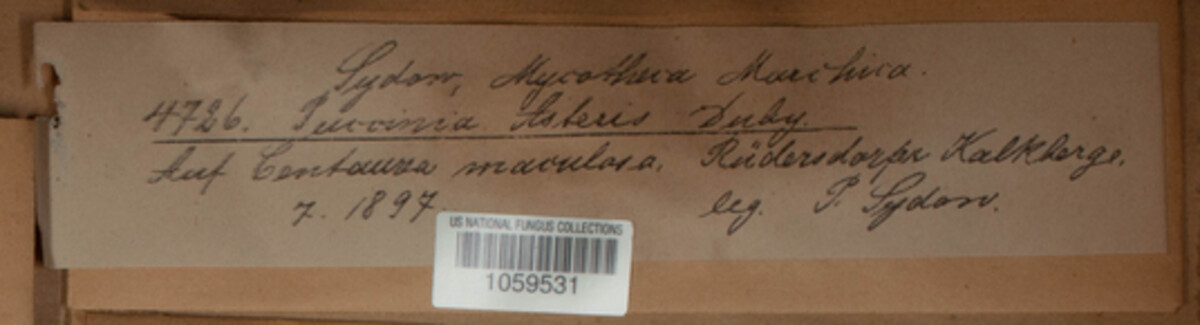 Sydow, Mycotheca Marchica.
4726. Puccinia Asteris Duby.
Auf Centaurea maculosa. Rüdersdorfer Kalkberge.
7. 1897. leg. P. Sydow.
US NATIONAL FUNGUS COLLECTIONS
1059531